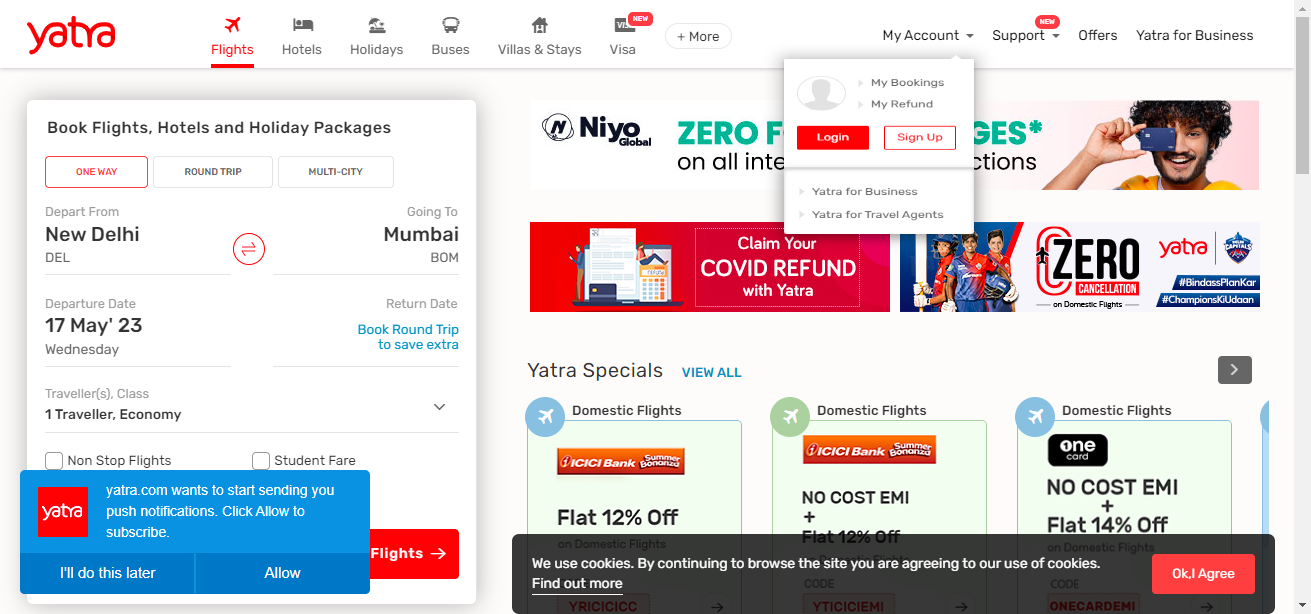 yatra
Flights
Hotels
Holidays
Buses
Villas & Stays
VISA
NEW
Visa
+ More
My Account
NEW
Support
Offers
Yatra for Business
My Bookings
My Refund
Login
Sign Up
Yatra for Business
Yatra for Travel Agents
Book Flights, Hotels and Holiday Packages
ONE WAY
ROUND TRIP
MULTI-CITY
Depart From
Going To
New Delhi
Mumbai
DEL
BOM
Departure Date
Return Date
17 May' 23
Book Round Trip
to save extra
Wednesday
Traveller(s), Class
1 Traveller, Economy
Non Stop Flights
Student Fare
yatra
yatra.com wants to start sending you
push notifications. Click Allow to
subscribe.
I'll do this later
Allow
Flights
Niyo
Global
ZERO F
GES*
on all inte
ctions
Claim Your
COVID REFUND
with Yatra
ZERO
CANCELLATION
on Domestic Flights
yatra
DELHI
CAPITALS
#BindassPlanKar
#ChampionsKiUdaan
Yatra Specials
VIEW ALL
Domestic Flights
ICICI Bank
Summer
Bonanza
Flat 12% Off
on Domestic Flights
YRICICICC
Domestic Flights
ICICI Bank
Summer
Bonanza
NO COST EMI
+
Flat 12% Off
on Domestic Flights
CODE
YTICICIEMI
Domestic Flights
one
card
NO COST EMI
+
Flat 14% Off
on Domestic Flights
CODE
ONECARDEMI
We use cookies. By continuing to browse the site you are agreeing to our use of cookies.
Find out more
Ok,I Agree